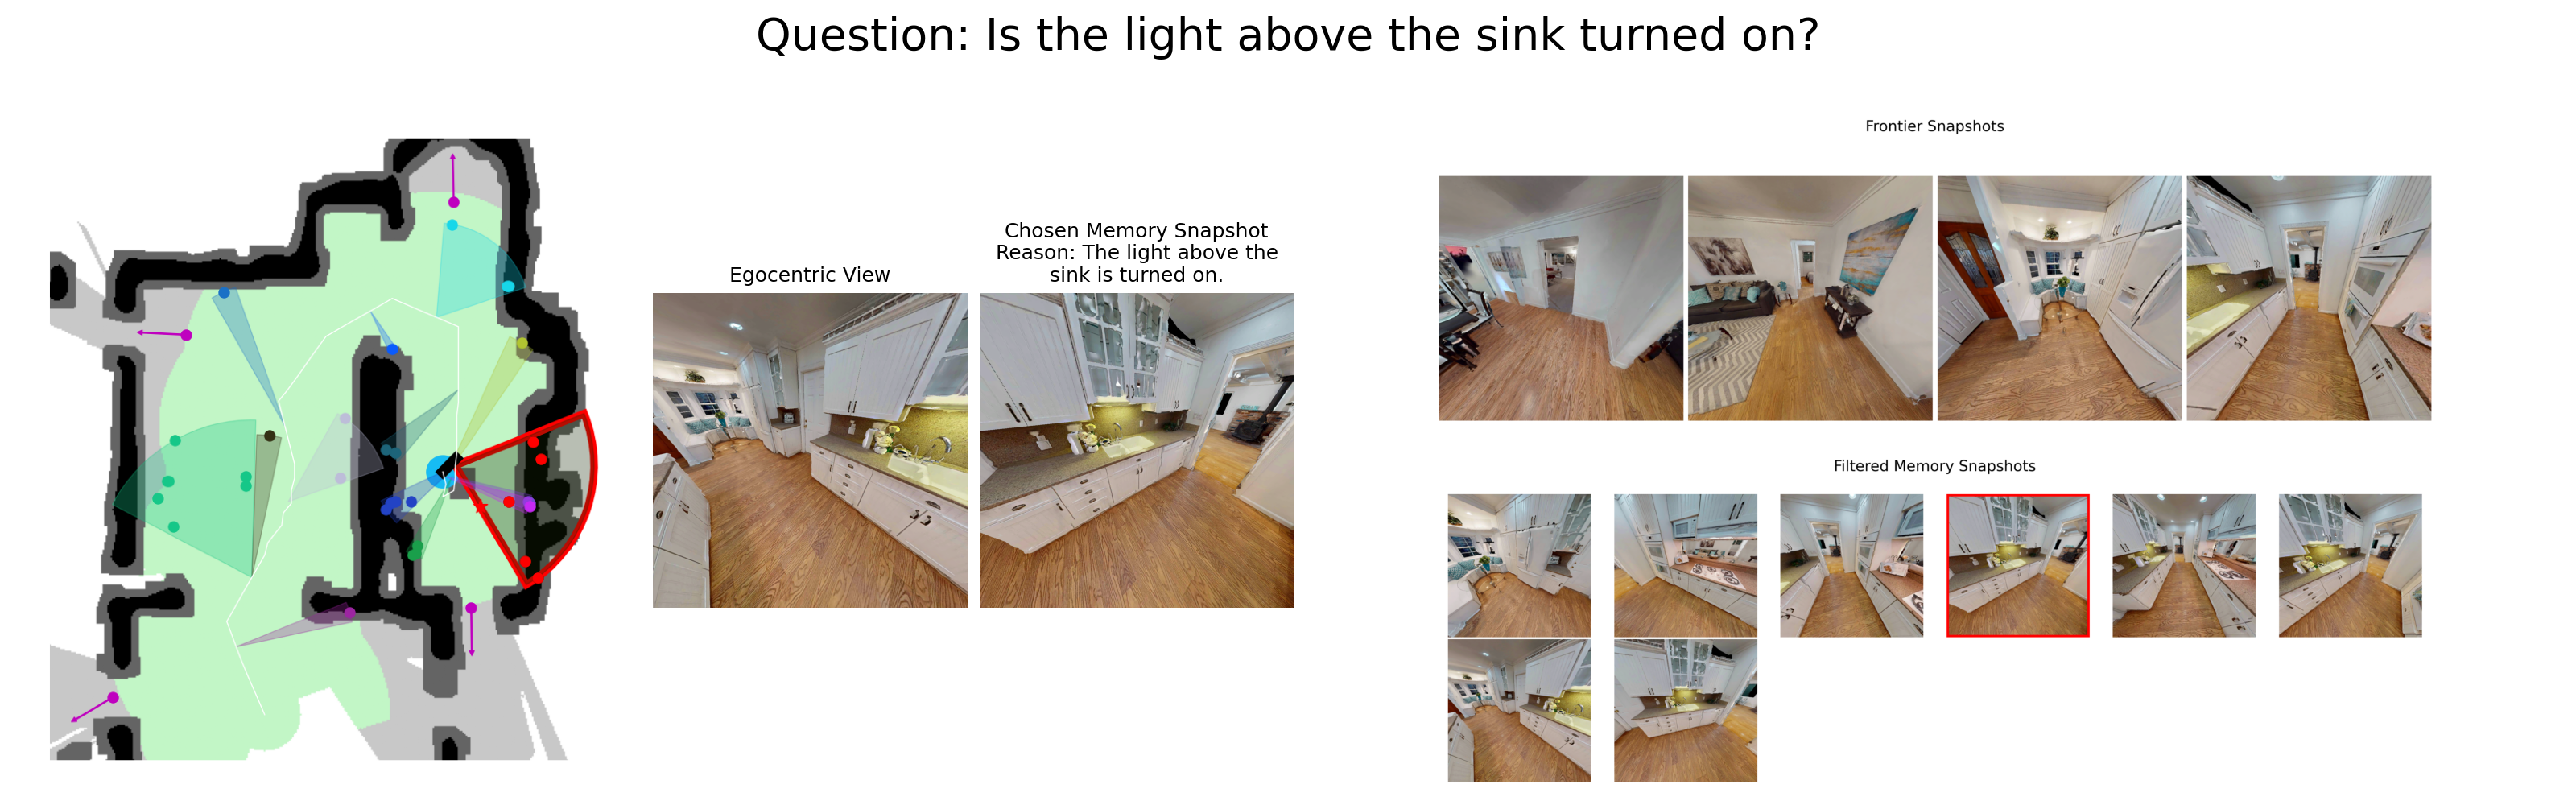 Question: Is the light above the sink turned on?
Frontier Snapshots
Chosen Memory Snapshot
Reason: The light above the
sink is turned on.
Egocentric View
Filtered Memory Snapshots